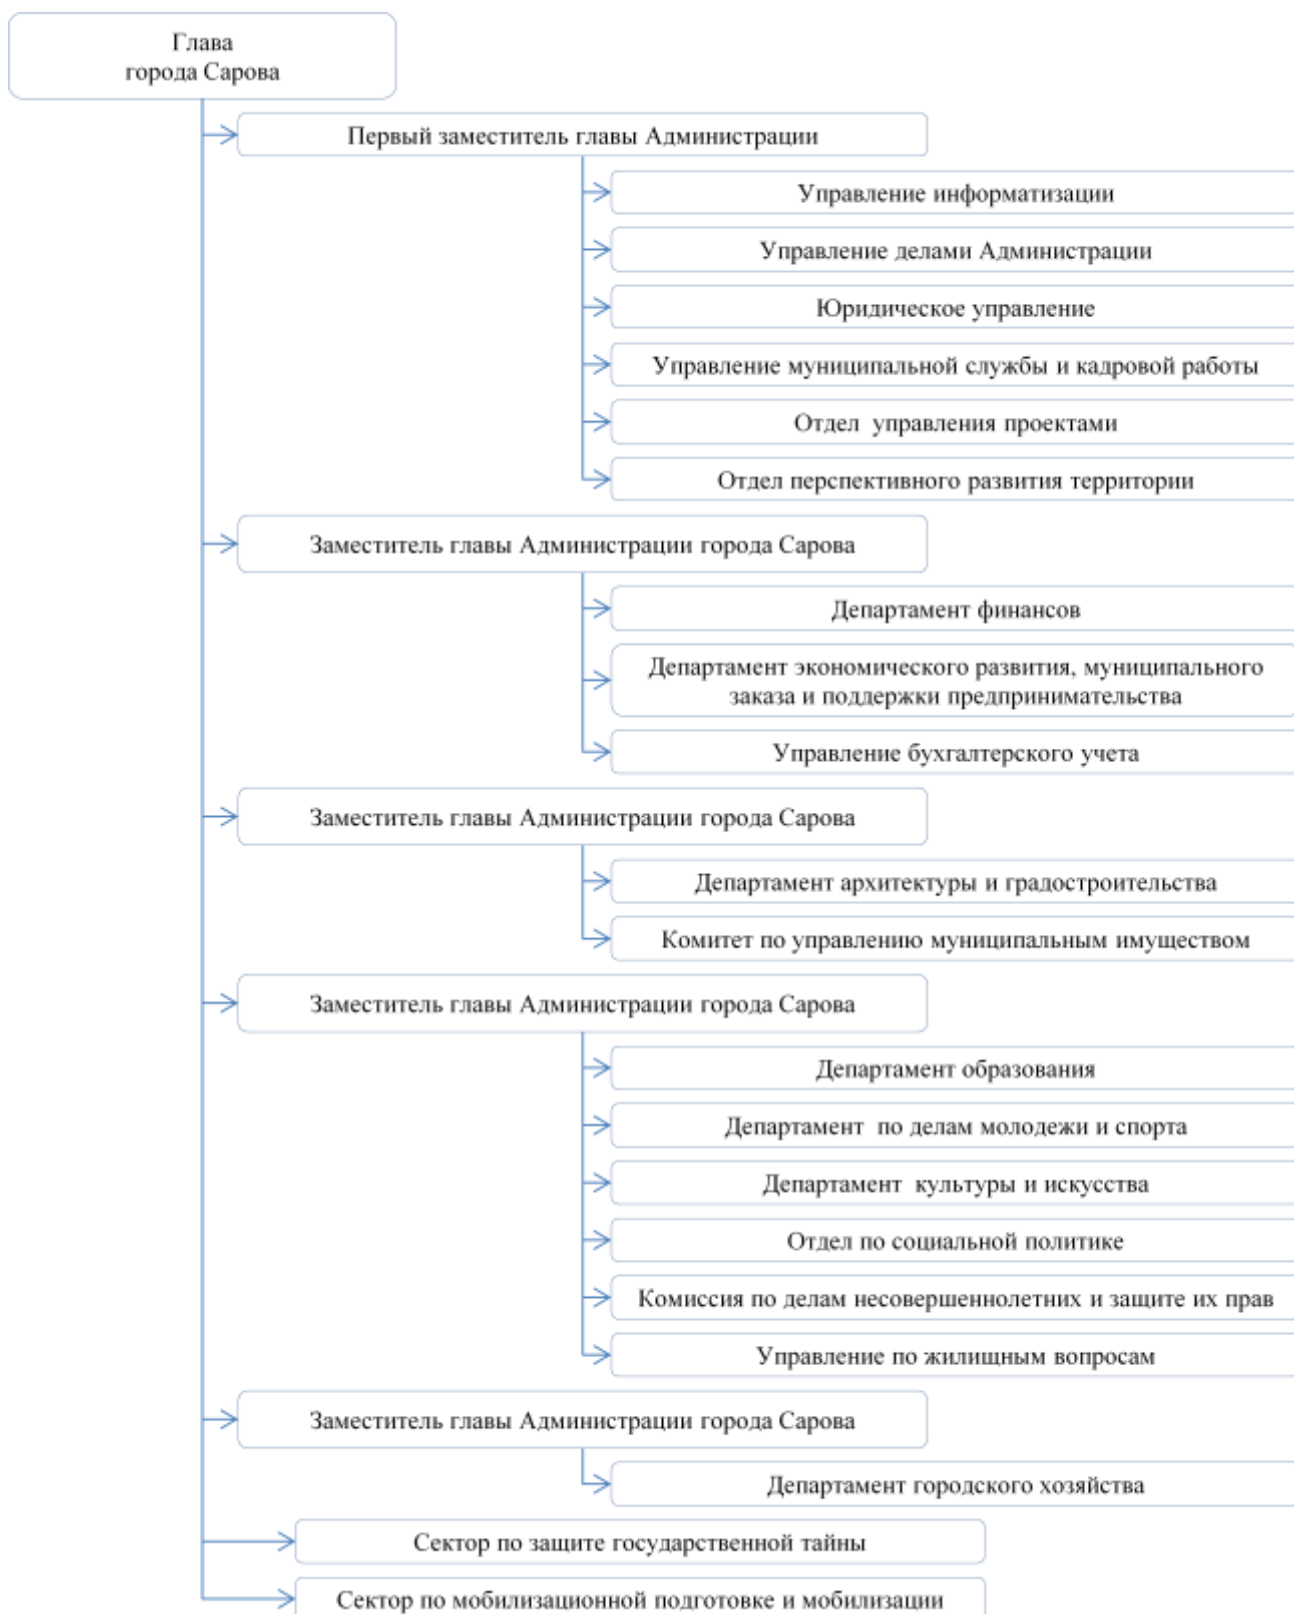 Глава
города Сарова
Первый заместитель главы Администрации
Управление информатизации
Управление делами Администрации
Юридическое управление
Управление муниципальной службы и кадровой работы
Отдел управления проектами
Отдел перспективного развития территории
Заместитель главы Администрации города Сарова
Департамент финансов
Департамент экономического развития, муниципального
заказа и поддержки предпринимательства
Управление бухгалтерского учета
Заместитель главы Администрации города Сарова
Департамент архитектуры и градостроительства
Комитет по управлению муниципальным имуществом
Заместитель главы Администрации города Сарова
Департамент образования
Департамент по делам молодежи и спорта
Департамент культуры и искусства
Отдел по социальной политике
Комиссия по делам несовершеннолетних и защите их прав
Управление по жилищным вопросам
Заместитель главы Администрации города Сарова
Департамент городского хозяйства
Сектор по защите государственной тайны
Сектор по мобилизационной подготовке и мобилизации